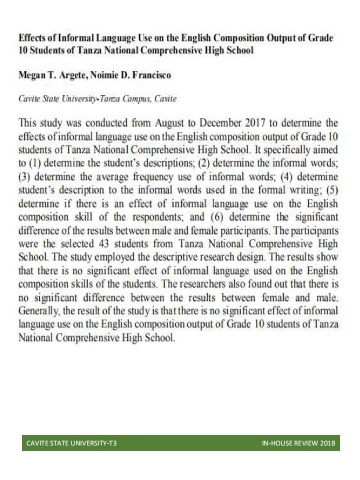 Effects of Informal Language Use on the English Composition Output of Grade
10 Students of Tanza National Comprehensive High School
Megan T. Argete, Noimie D. Francisco
Cavite State University-Tanza Campus, Cavite
This study was conducted from August to December 2017 to determine the
effects of informal language use on the English composition output of Grade 10
students of Tanza National Comprehensive High School. It specifically aimed
to (1) determine the student's descriptions; (2) determine the informal words;
(3) determine the average frequency use of informal words; (4) determine
student's description to the informal words used in the formal writing; (5)
determine if there is an effect of informal language use on the English
composition skill of the respondents; and (6) determine the significant
difference of the results between male and female participants. The participants
were the selected 43 students from Tanza National Comprehensive High
School. The study employed the descriptive research design. The results show
that there is no significant effect of informal language used on the English
composition skills of the students. The researchers also found out that there is
no significant difference between the results between female and male.
Generally, the result of the study is that there is no significant effect of informal
language use on the English composition output of Grade 10 students of Tanza
National Comprehensive High School.
CAVITE STATE UNIVERSITY-T3 IN-HOUSE REVIEW 2018